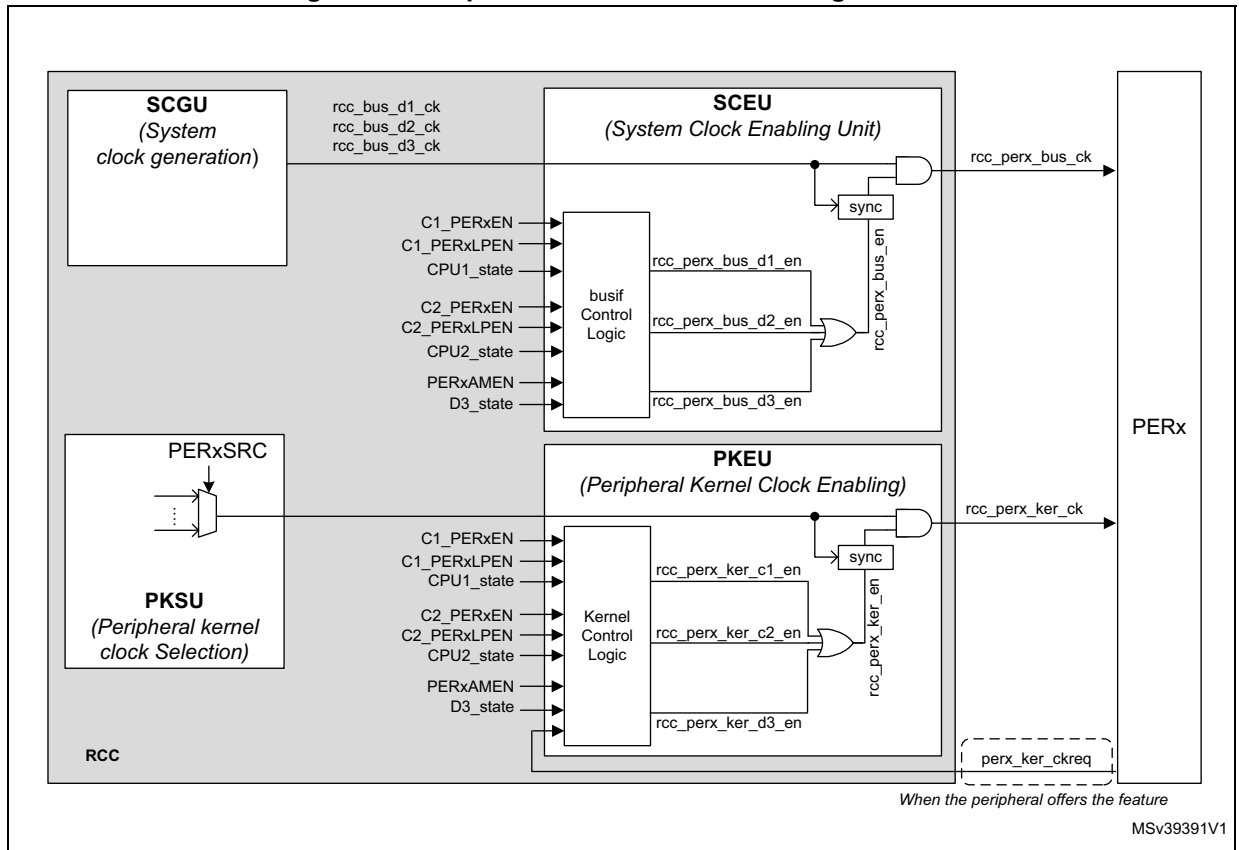 SCGU
(System
clock generation)
rcc_bus_d1_ck
rcc_bus_d2_ck
rcc_bus_d3_ck
SCEU
(System Clock Enabling Unit)
rcc_perx_bus_ck
sync
C1_PERxEN
C1_PERxLPEN
CPU1_state
C2_PERxEN
C2_PERxLPEN
CPU2_state
PERxAMEN
D3_state
busif
Control
Logic
rcc_perx_bus_d1_en
rcc_perx_bus_d2_en
rcc_perx_bus_d3_en
rcc_perx_bus_en
PERx
PERxSRC
PKSU
(Peripheral kernel
clock Selection)
PKEU
(Peripheral Kernel Clock Enabling)
rcc_perx_ker_ck
sync
C1_PERxEN
C1_PERxLPEN
CPU1_state
C2_PERxEN
C2_PERxLPEN
CPU2_state
PERxAMEN
D3_state
Kernel
Control
Logic
rcc_perx_ker_c1_en
rcc_perx_ker_c2_en
rcc_perx_ker_d3_en
rcc_perx_ker_en
RCC
perx_ker_ckreq
When the peripheral offers the feature
MSv39391V1